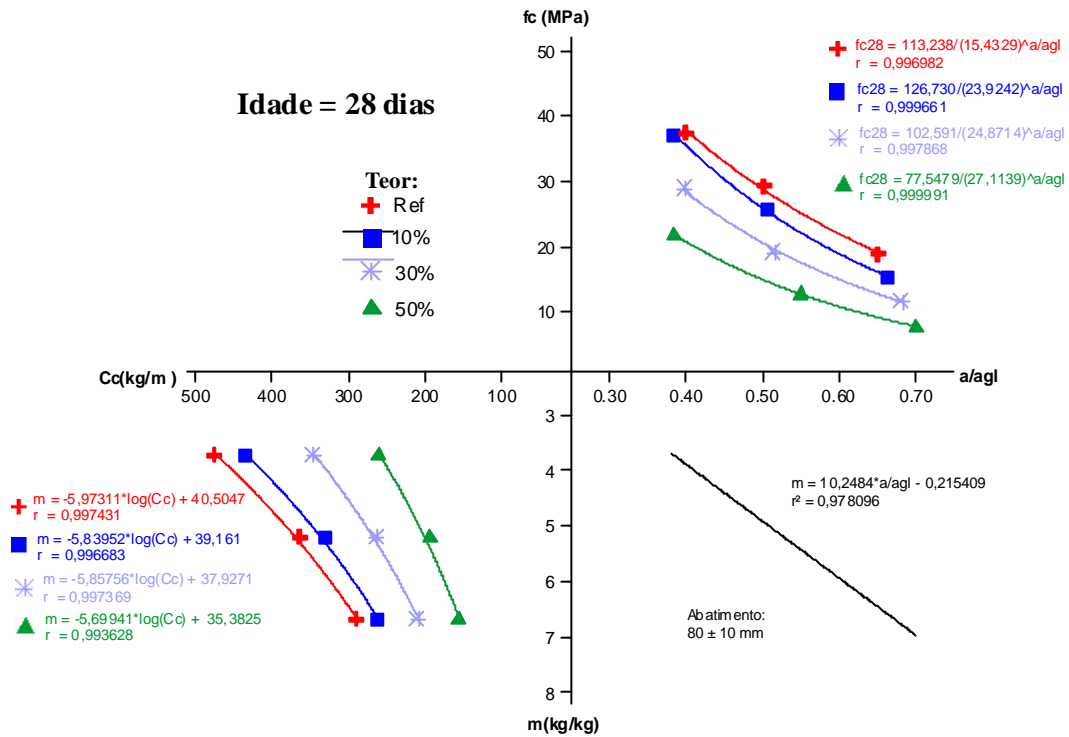 fc (MPa)
50
40
30
20
10
fc28 = 113,238/(15,4329)^a/agl
r = 0,996982
fc28 = 126,730/(23,9242)^a/agl
r = 0,999661
fc28 = 102,591/(24,8714)^a/agl
r = 0,997868
fc28 = 77,5479/(27,1139)^a/agl
r = 0,999991
Idade = 28 dias
Teor:
Ref
10%
30%
50%
Cc(kg/m )
500 400 300 200 100
0.30 0.40 0.50 0.60 0.70
a/agl
3
4
5
6
7
8
m(kg/kg)
m = -5,97311*log(Cc) + 40,5047
r = 0,997431
m = -5,83952*log(Cc) + 39,161
r = 0,996683
m = -5,85756*log(Cc) + 37,9271
r = 0,997369
m = -5,69941*log(Cc) + 35,3825
r = 0,993628
m = 10,2484*a/agl - 0,215409
r² = 0,978096
Abatimento:
80 ± 10 mm